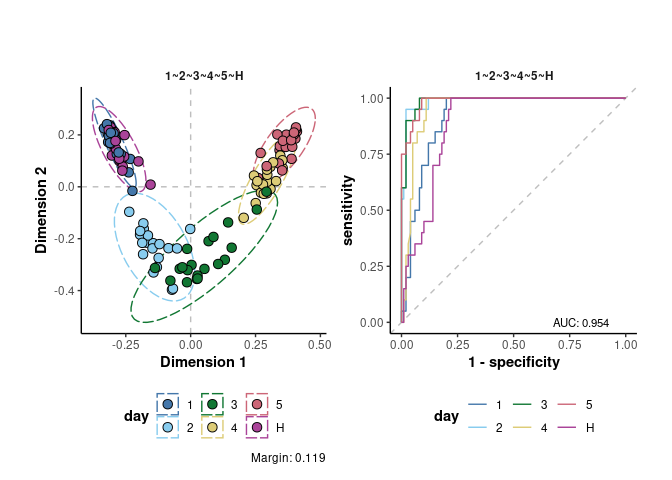 1~2~3~4~5~H
Dimension 2
0.2
0.0
-0.2
-0.4
-0.25
0.00
0.25
0.50
Dimension 1
day
1
3
5
2
4
H
Margin: 0.119
1~2~3~4~5~H
sensitivity
1.00
0.75
0.50
0.25
0.00
AUC: 0.954
0.00
0.25
0.50
0.75
1.00
1 - specificity
day
1
3
5
2
4
H